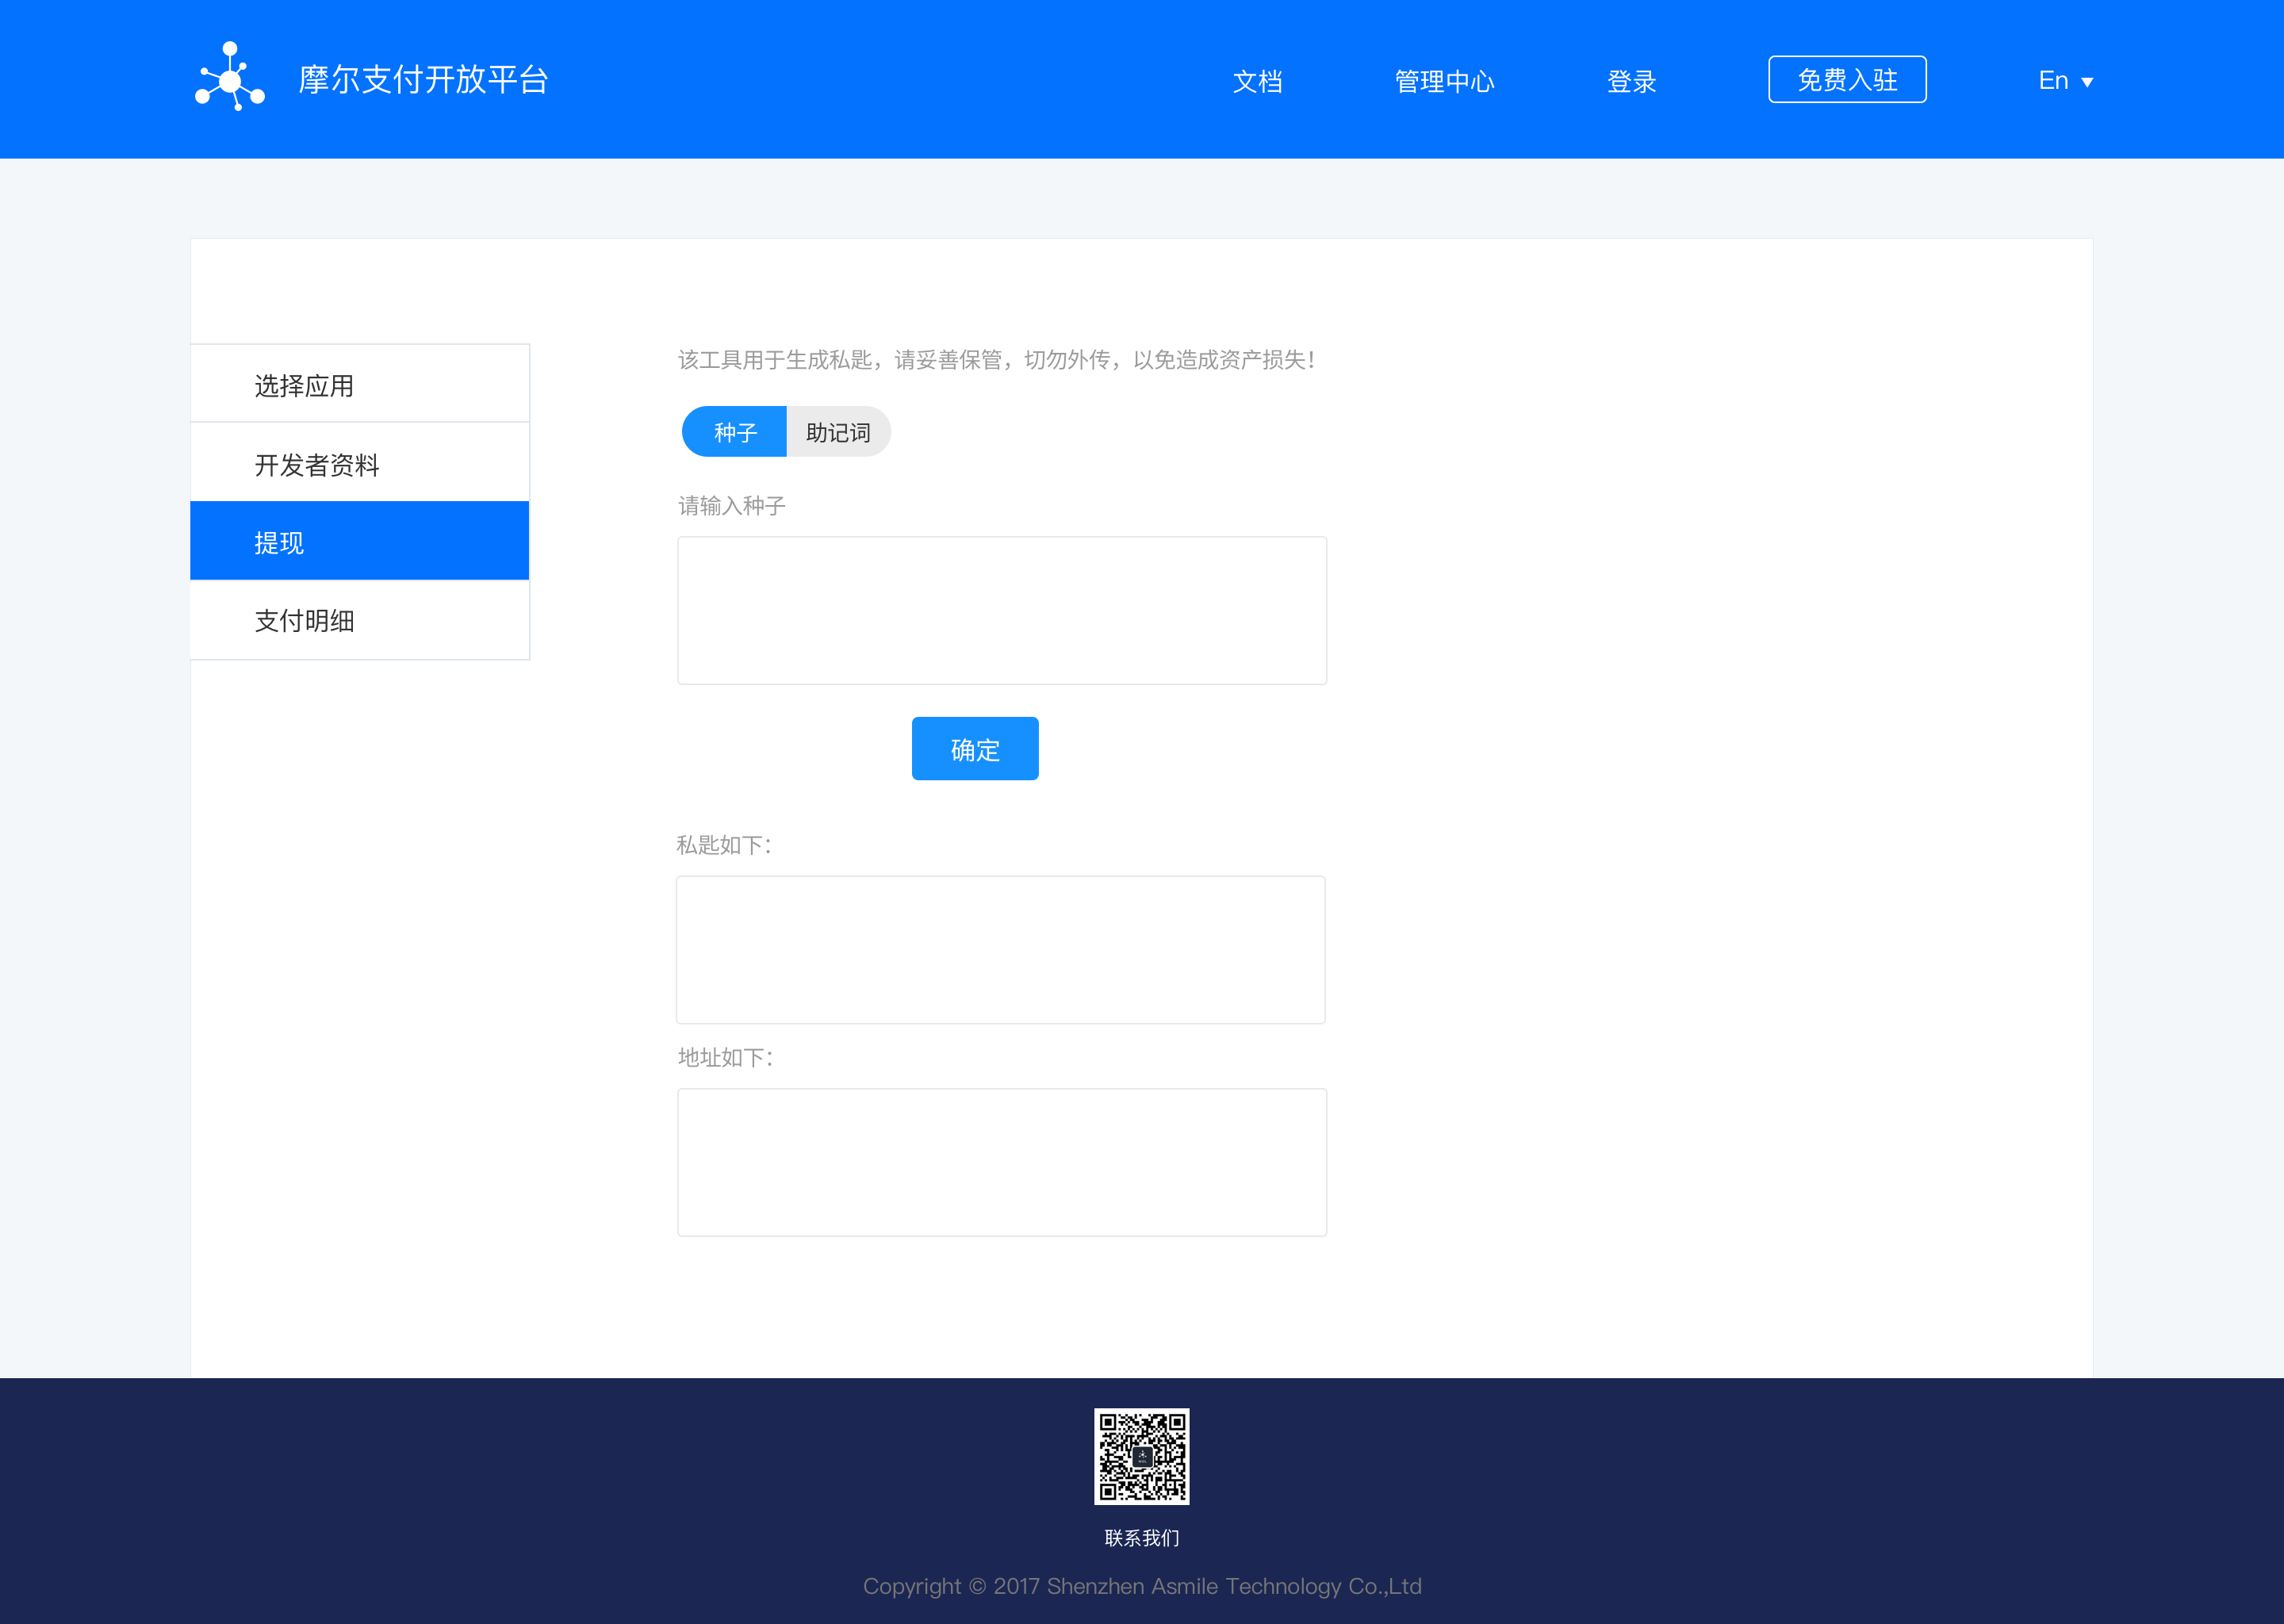 摩尔支付开放平台
文档
管理中心
登录
免费入驻
En
选择应用
开发者资料
提现
支付明细
该工具用于生成私匙，请妥善保管，切勿外传，以免造成资产损失！
种子
助记词
请输入种子
确定
私匙如下：
地址如下：
联系我们
Copyright © 2017 Shenzhen Asmile Technology Co.,Ltd